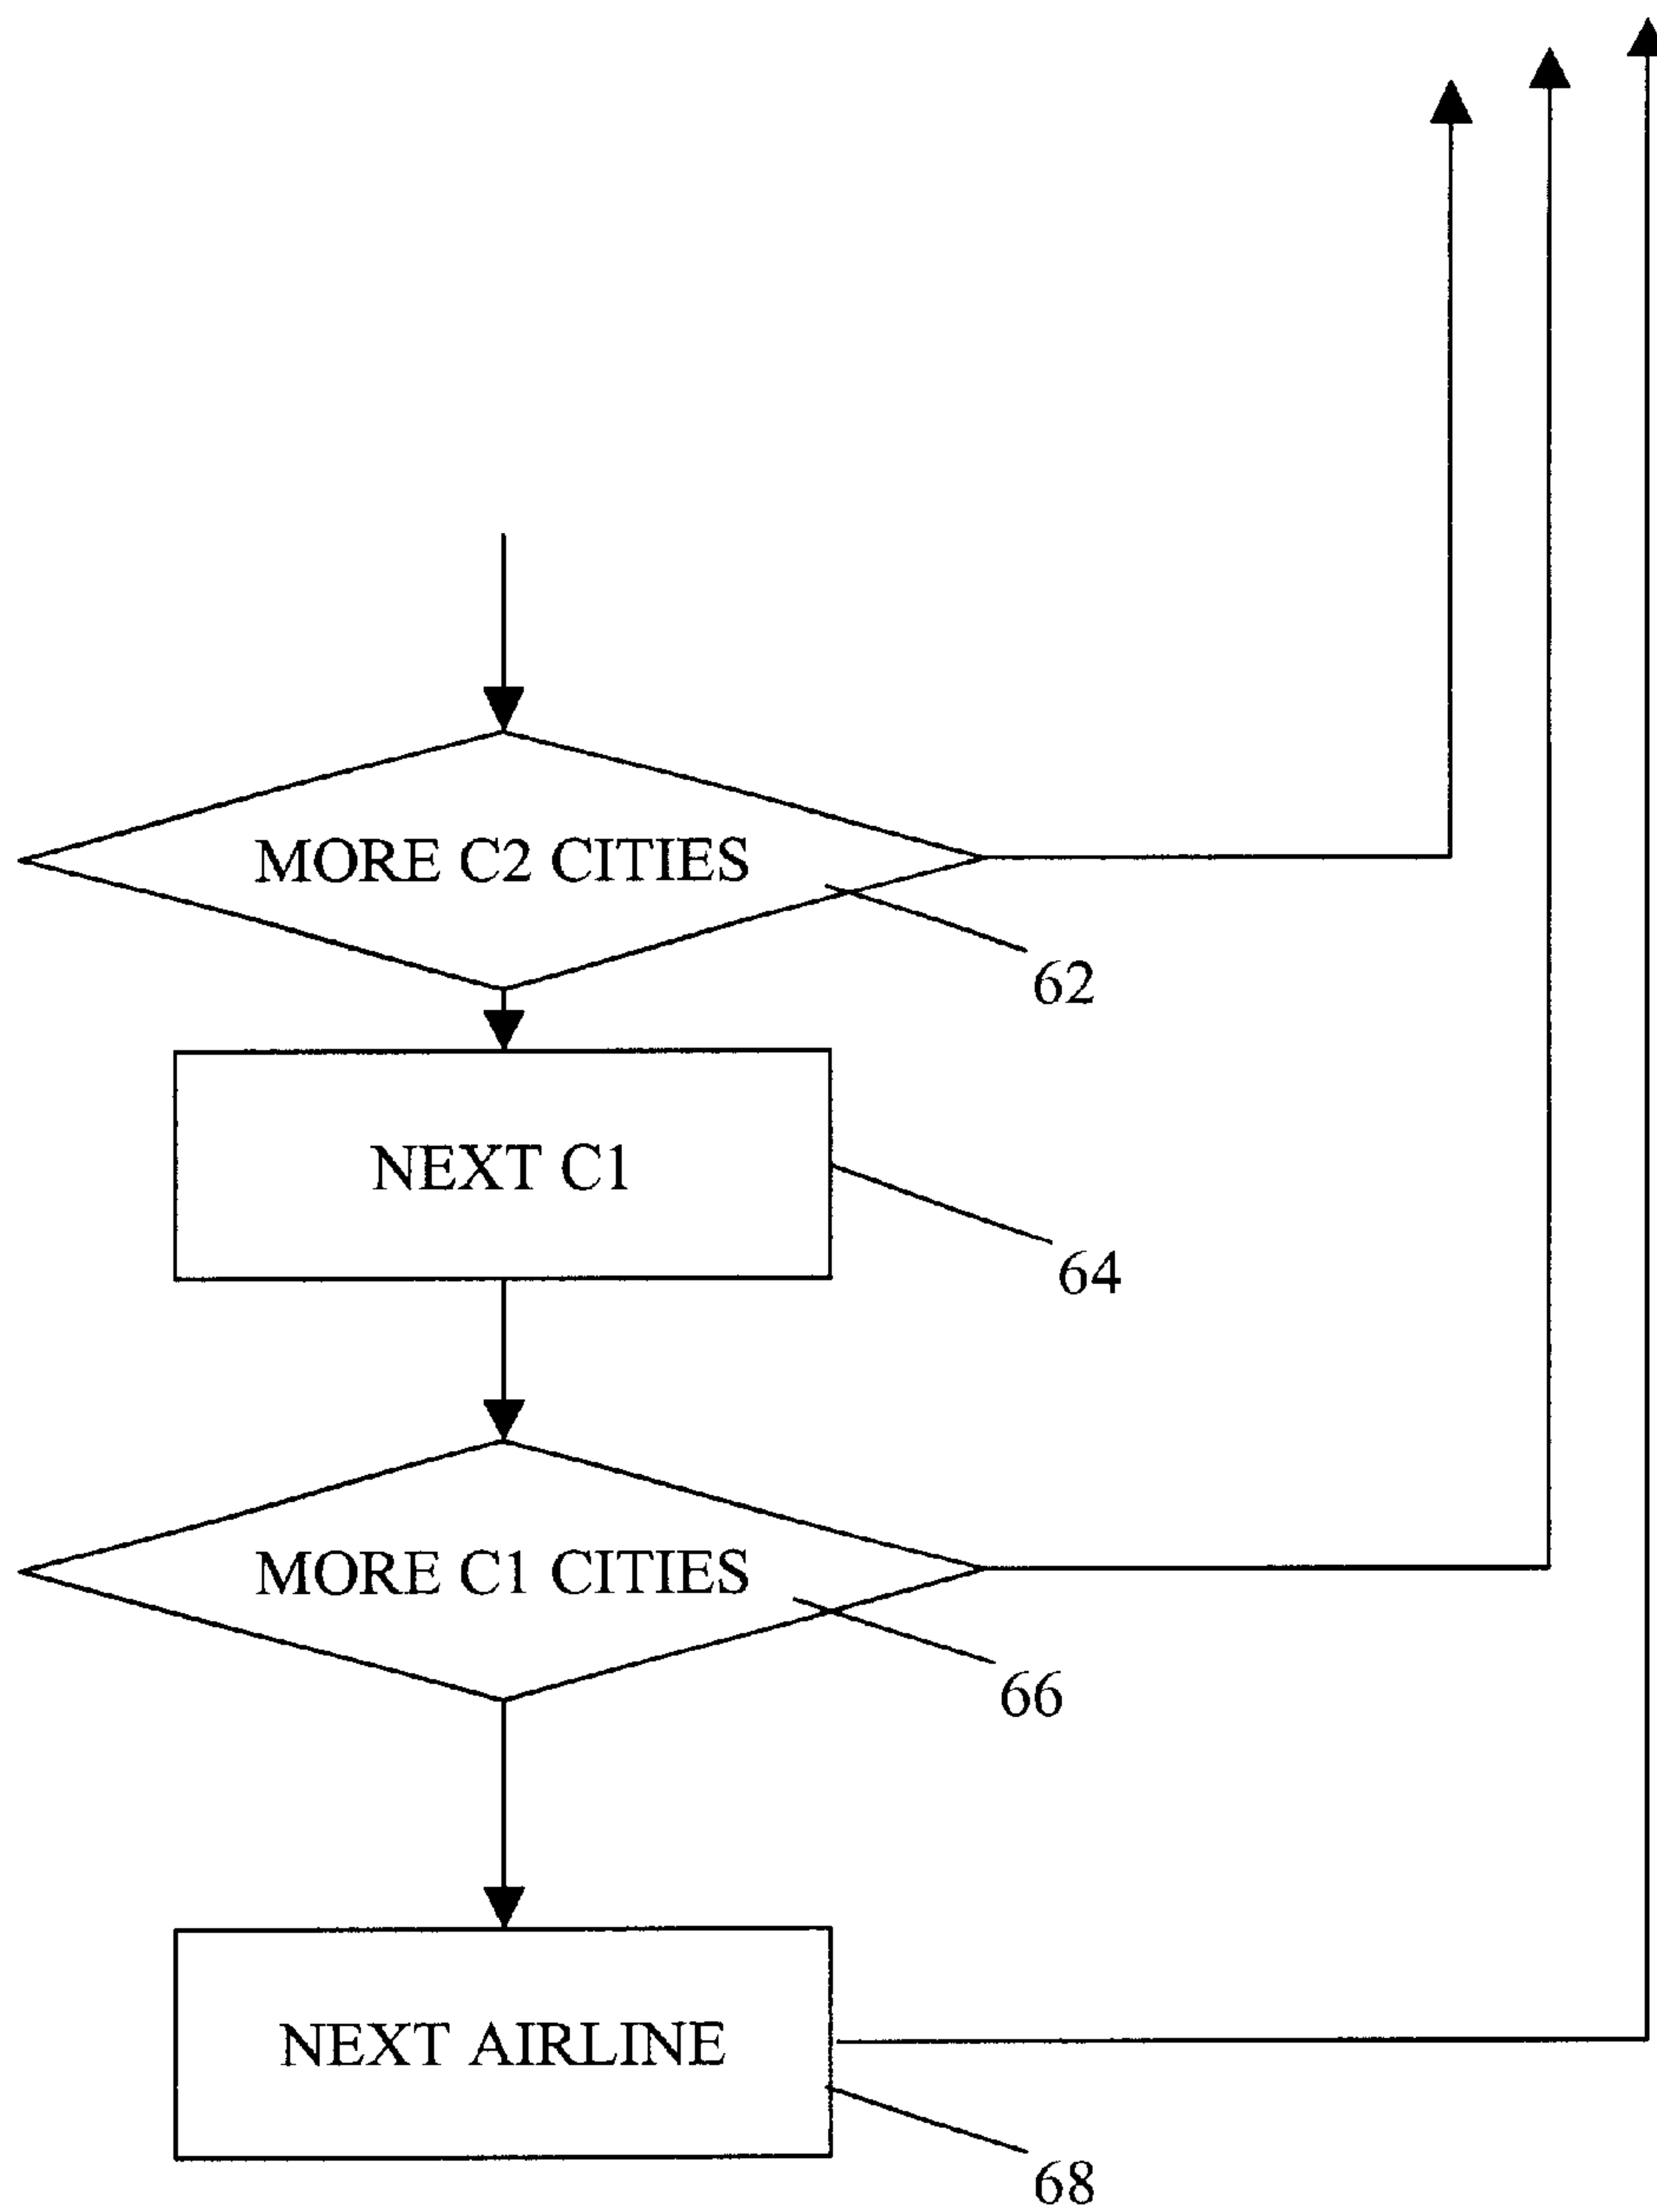 MORE C2 CITIES
62
NEXT C1
64
MORE C1 CITIES
66
NEXT AIRLINE
68